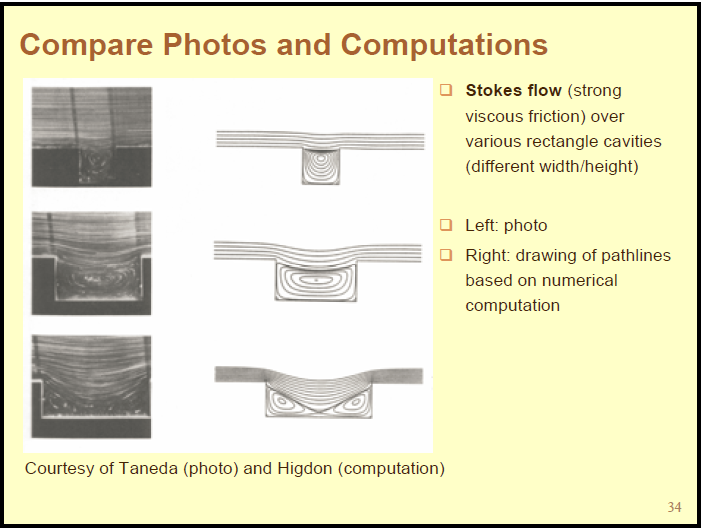 Compare Photos and Computations
Stokes flow (strong
viscous friction) over
various rectangle cavities
(different width/height)
Left: photo
Right: drawing of pathlines
based on numerical
computation
Courtesy of Taneda (photo) and Higdon (computation)
34